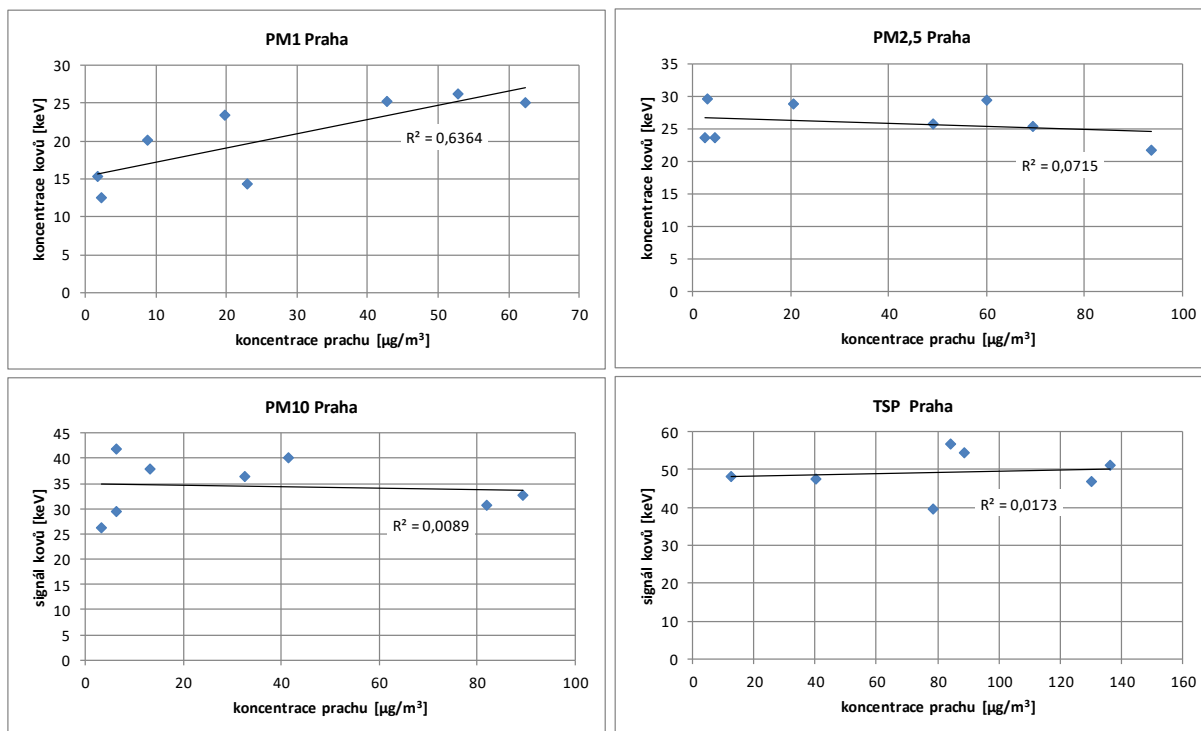 PM1 Praha
koncentrace kovů [keV]
30
25
20
15
10
5
0
R² = 0,6364
0 10 20 30 40 50 60 70
koncentrace prachu [µg/m³]
PM2,5 Praha
koncentrace kovů [keV]
35
30
25
20
15
10
5
0
R² = 0,0715
0 20 40 60 80 100
koncentrace prachu [µg/m³]
PM10 Praha
signál kovů [keV]
45
40
35
30
25
20
15
10
5
0
R² = 0,0089
0 20 40 60 80 100
koncentrace prachu [µg/m³]
TSP Praha
signál kovů [keV]
60
50
40
30
20
10
0
R² = 0,0173
0 20 40 60 80 100 120 140 160
koncentrace prachu [µg/m³]